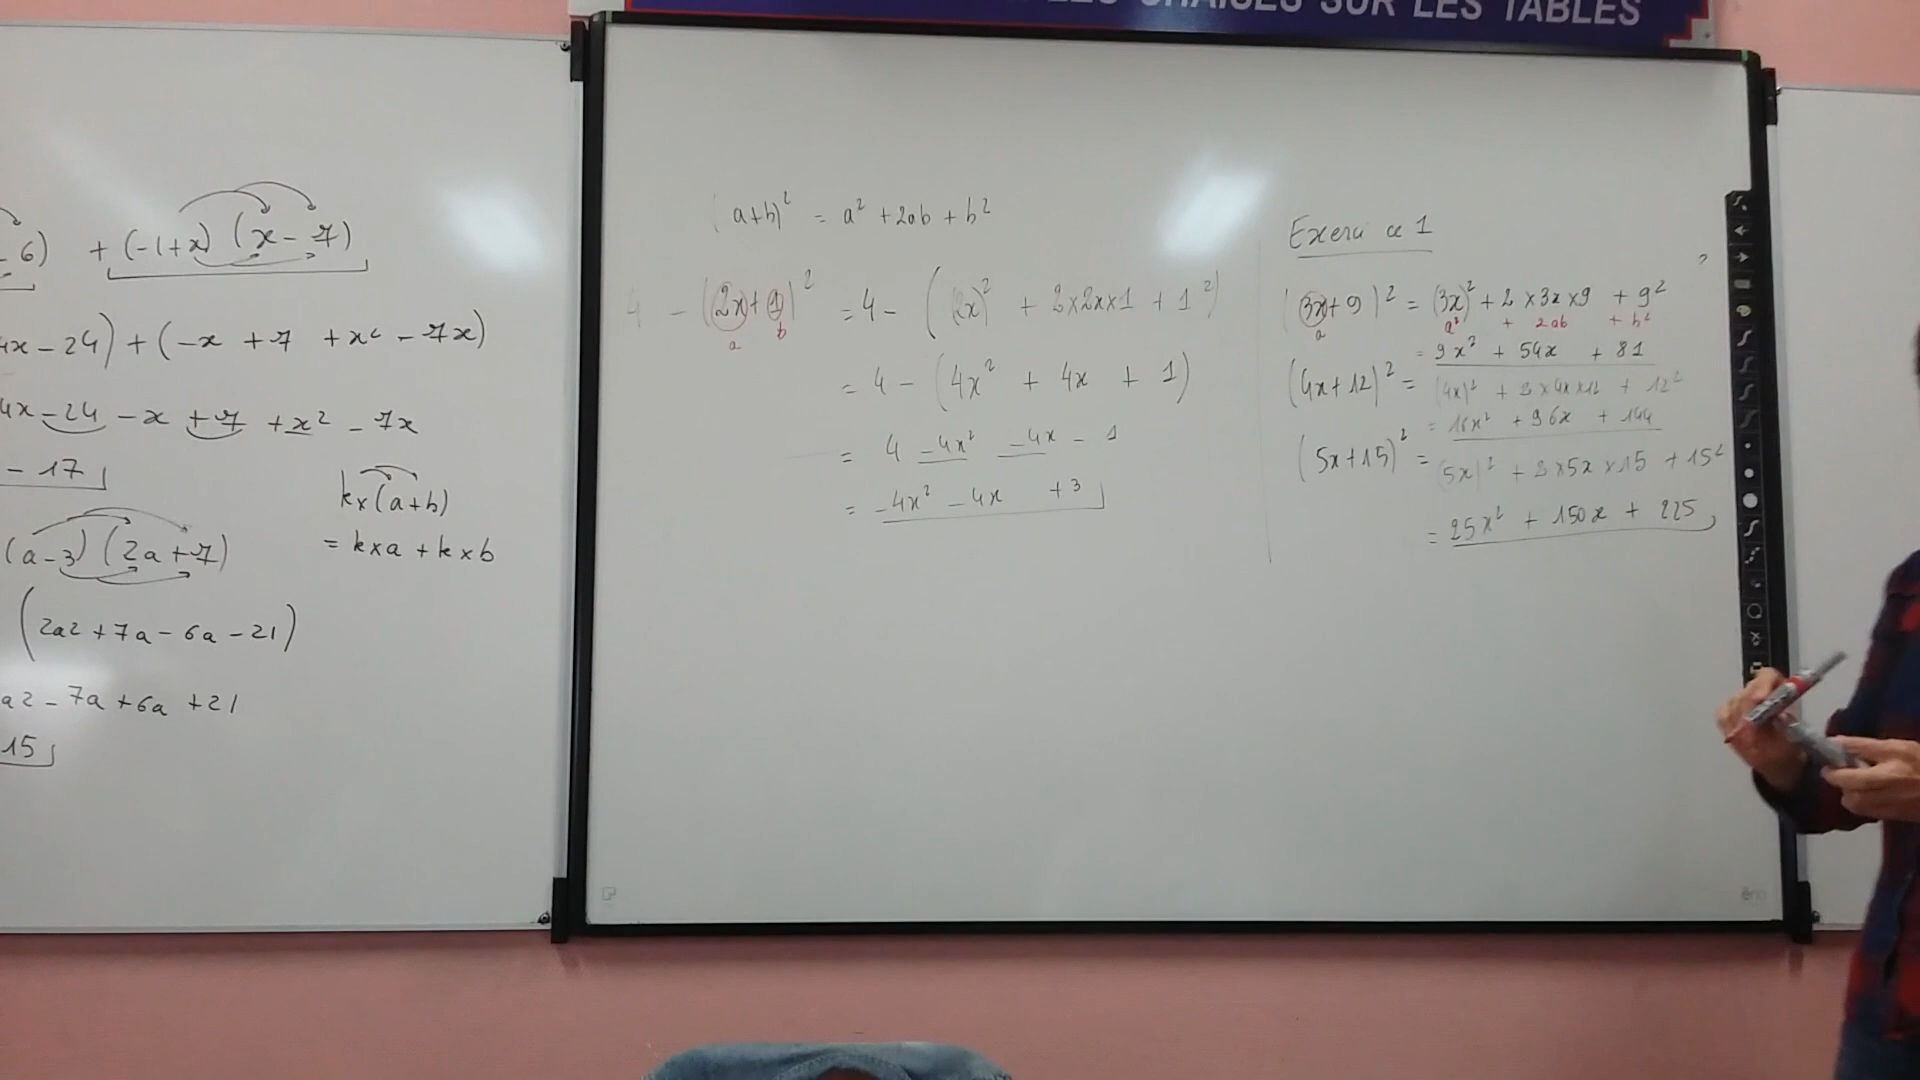 CHAISES SUR LES TABLES
- 6) + (-1+x) (x - 7)
4x - 24) + (-x + 7 + x² - 7x)
4x - 24 - x + 7 + x² - 7x
- 17
k x (a+b)
= k x a + k x b
(a-3) (2a+7)
(2a2 + 7a - 6a - 21)
a2 - 7a + 6a + 21
15
(a+b)² = a² + 2ab + b²
4 - (2x+1)² = 4 - ((2x)² + 2x2xx1 + 1²)
a b
= 4 - (4x² + 4x + 1)
= 4 - 4x² - 4x - 1
= -4x² - 4x + 3
Exercice 1
(3x+9)² = (3x)² + 2 x 3x x 9 + 9²
a a² + 2ab + b²
= 9x² + 54x + 81
(4x+12)² = (4x)² + 2 x 4x x 12 + 12²
= 16x² + 96x + 144
(5x+15)² = (5x)² + 2 x 5x x 15 + 15²
= 25x² + 150x + 225